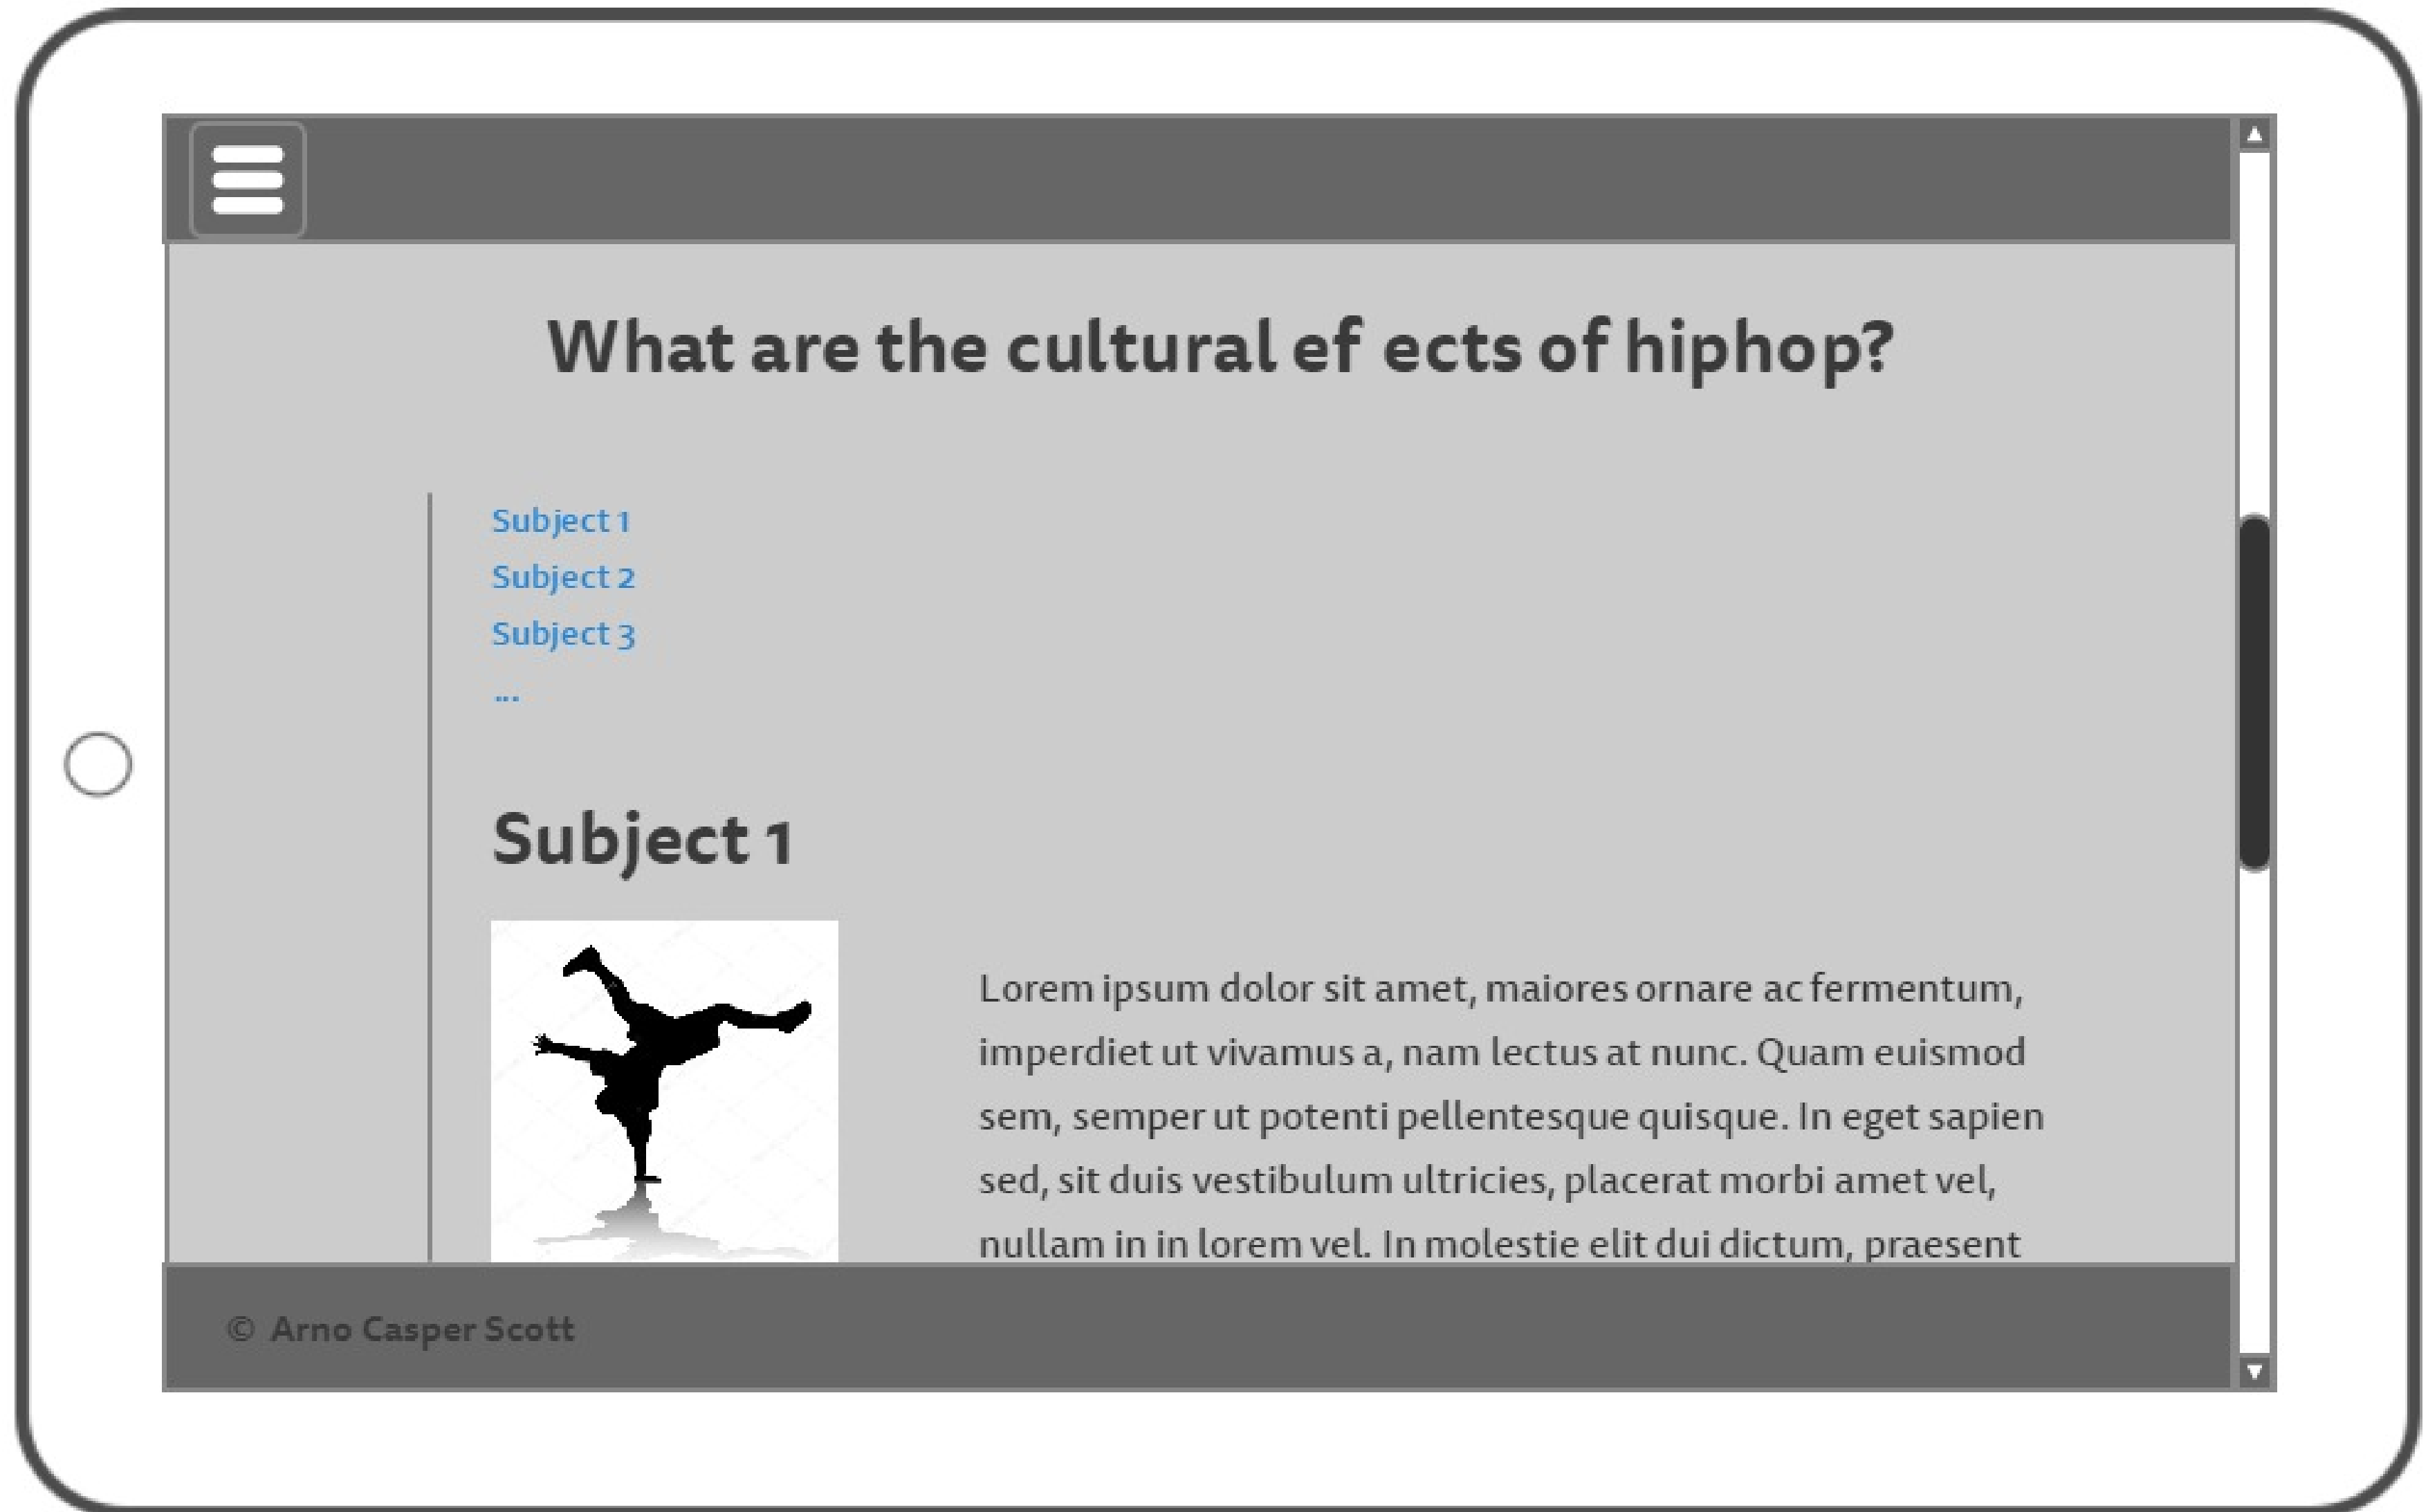 What are the cultural ef ects of hiphop?
Subject 1
Subject 2
Subject 3
...
Subject 1
Lorem ipsum dolor sit amet, maiores ornare ac fermentum,
imperdiet ut vivamus a, nam lectus at nunc. Quam euismod
sem, semper ut potenti pellentesque quisque. In eget sapien
sed, sit duis vestibulum ultricies, placerat morbi amet vel,
nullam in in lorem vel. In molestie elit dui dictum, praesent
© Arno Casper Scott